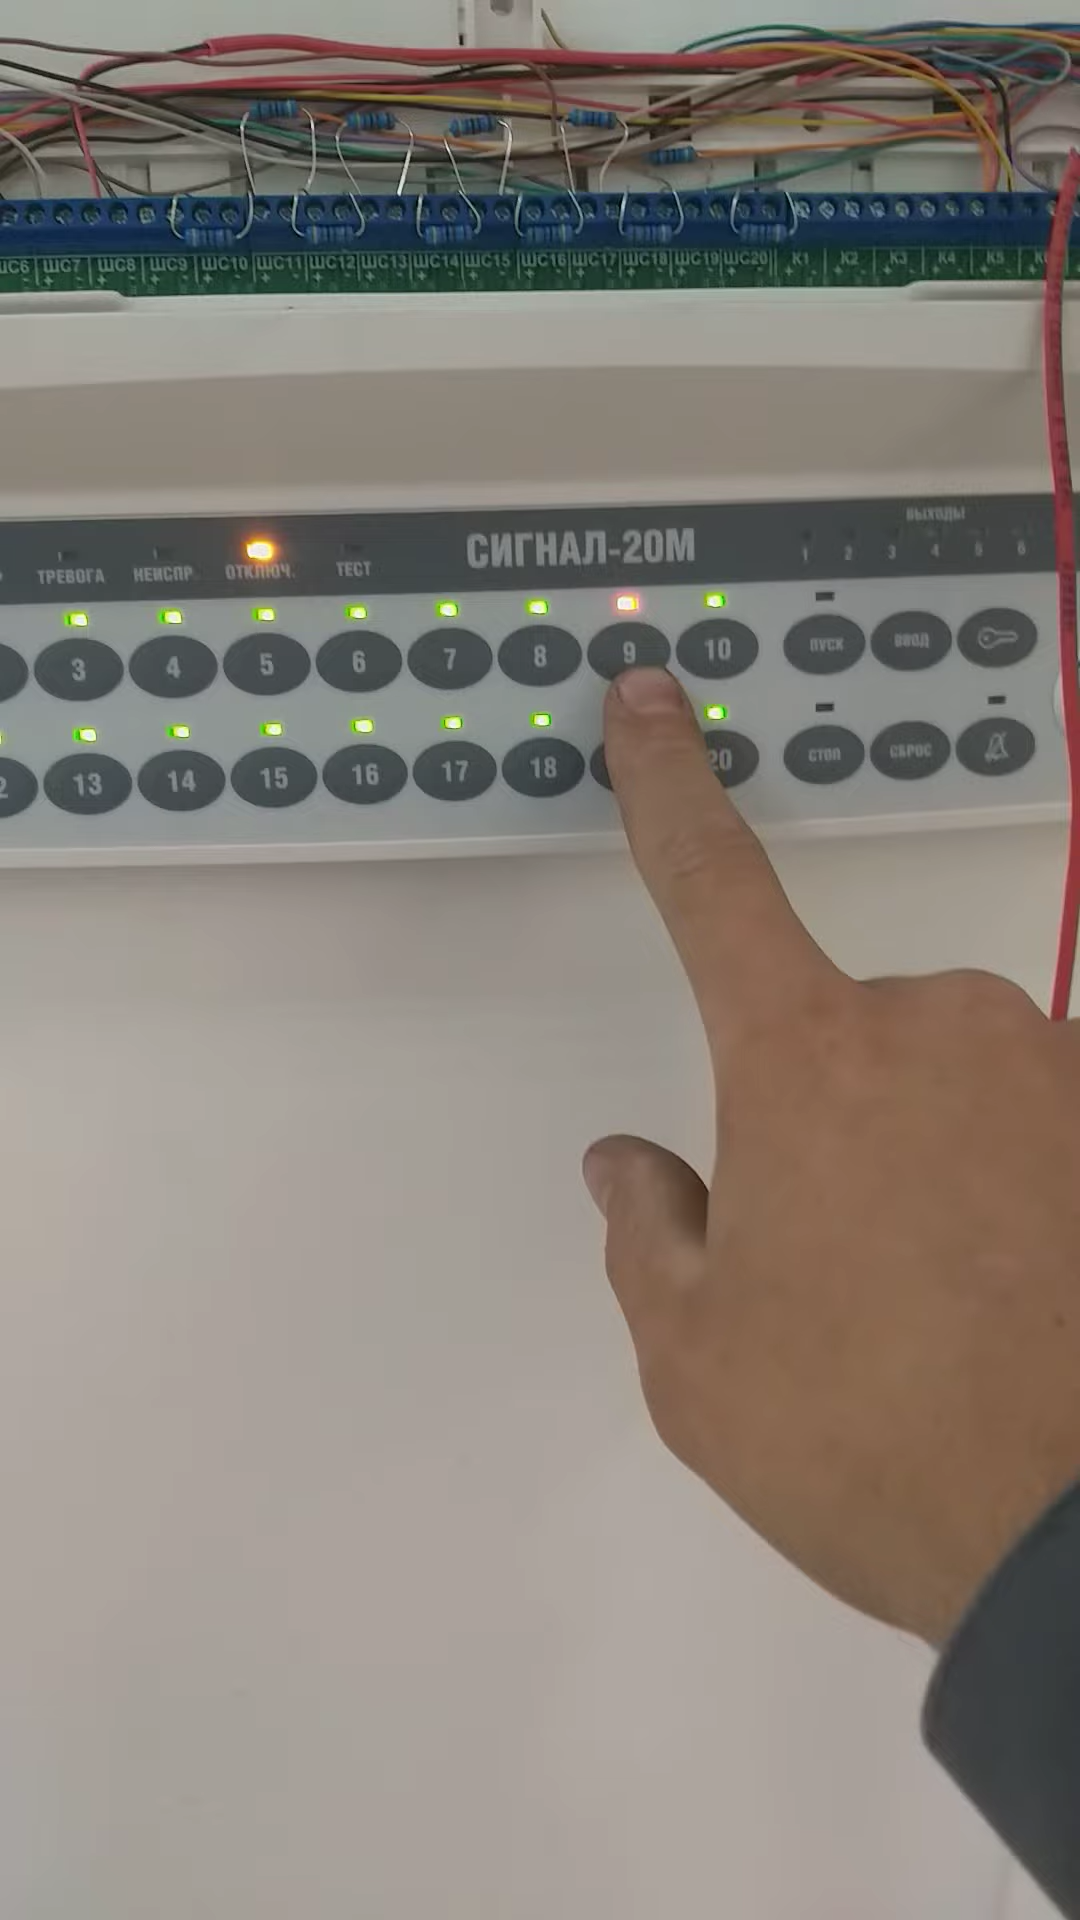 ШС7 ШС8 ШС9 ШС10 ШС11 ШС12 ШС13 ШС14 ШС15 ШС16 ШС17 ШС18 ШС19 ШС20 К1 К2 К3 К4 К5
ВЫХОДЫ
ТРЕВОГА НЕИСПР. ОТКЛЮЧ. ТЕСТ СИГНАЛ-20М 1 2 3 4 5 6
3 4 5 6 7 8 9 10 ПУСК ВВОД
13 14 15 16 17 18 20 СТОП СБРОС